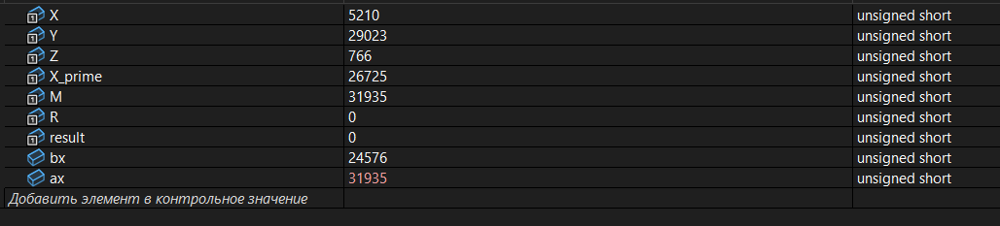 X 5210 unsigned short
Y 29023 unsigned short
Z 766 unsigned short
X_prime 26725 unsigned short
M 31935 unsigned short
R 0 unsigned short
result 0 unsigned short
bx 24576 unsigned short
ax 31935 unsigned short
Добавить элемент в контрольное значение